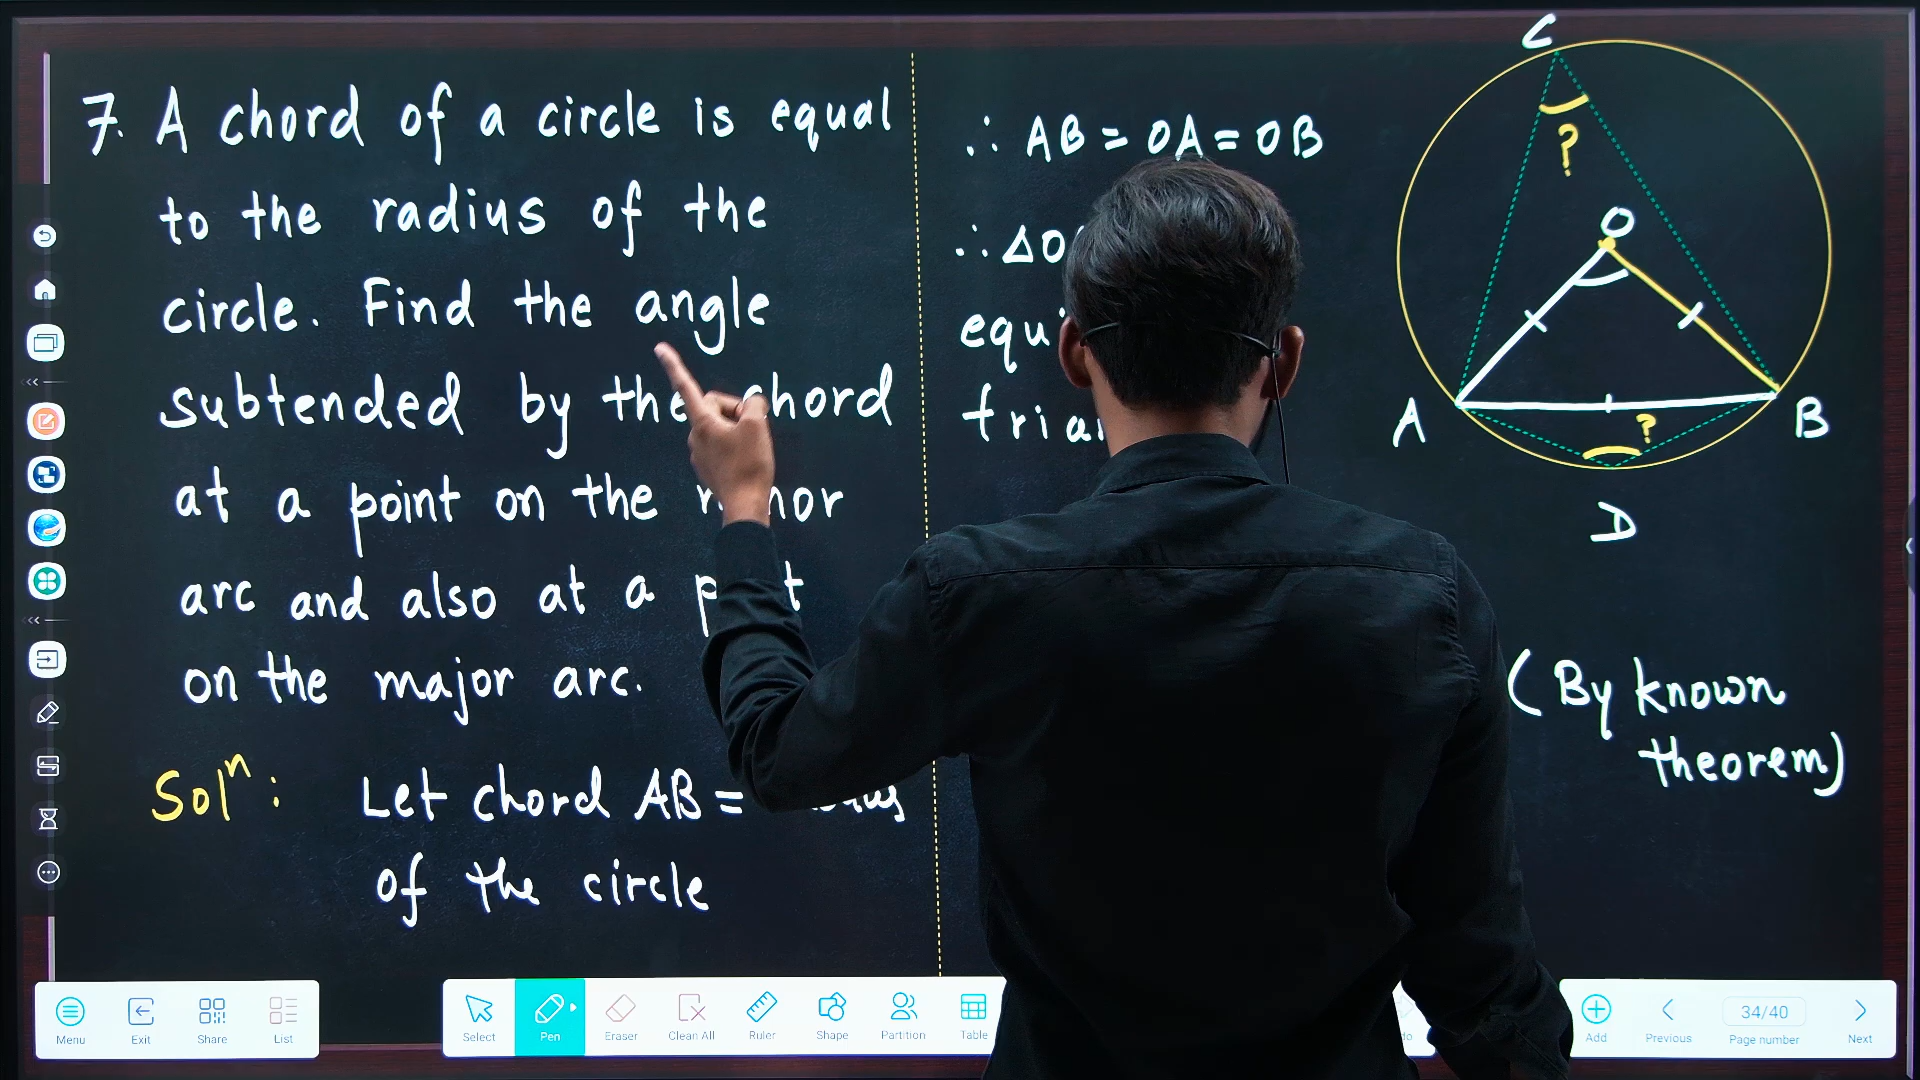 7. A chord of a circle is equal
to the radius of the
circle. Find the angle
subtended by the chord
at a point on the
arc and also at a
on the major arc.
Solⁿ: Let chord AB =
of the circle
∴ AB = OA = OB
∴ ΔO
equi
(By known
theorem)
C
?
O
A
B
?
D
Menu
Exit
Share
List
Select
Pen
Eraser
Clean All
Ruler
Shape
Partition
Table
Add
Previous
34/40
Page number
Next